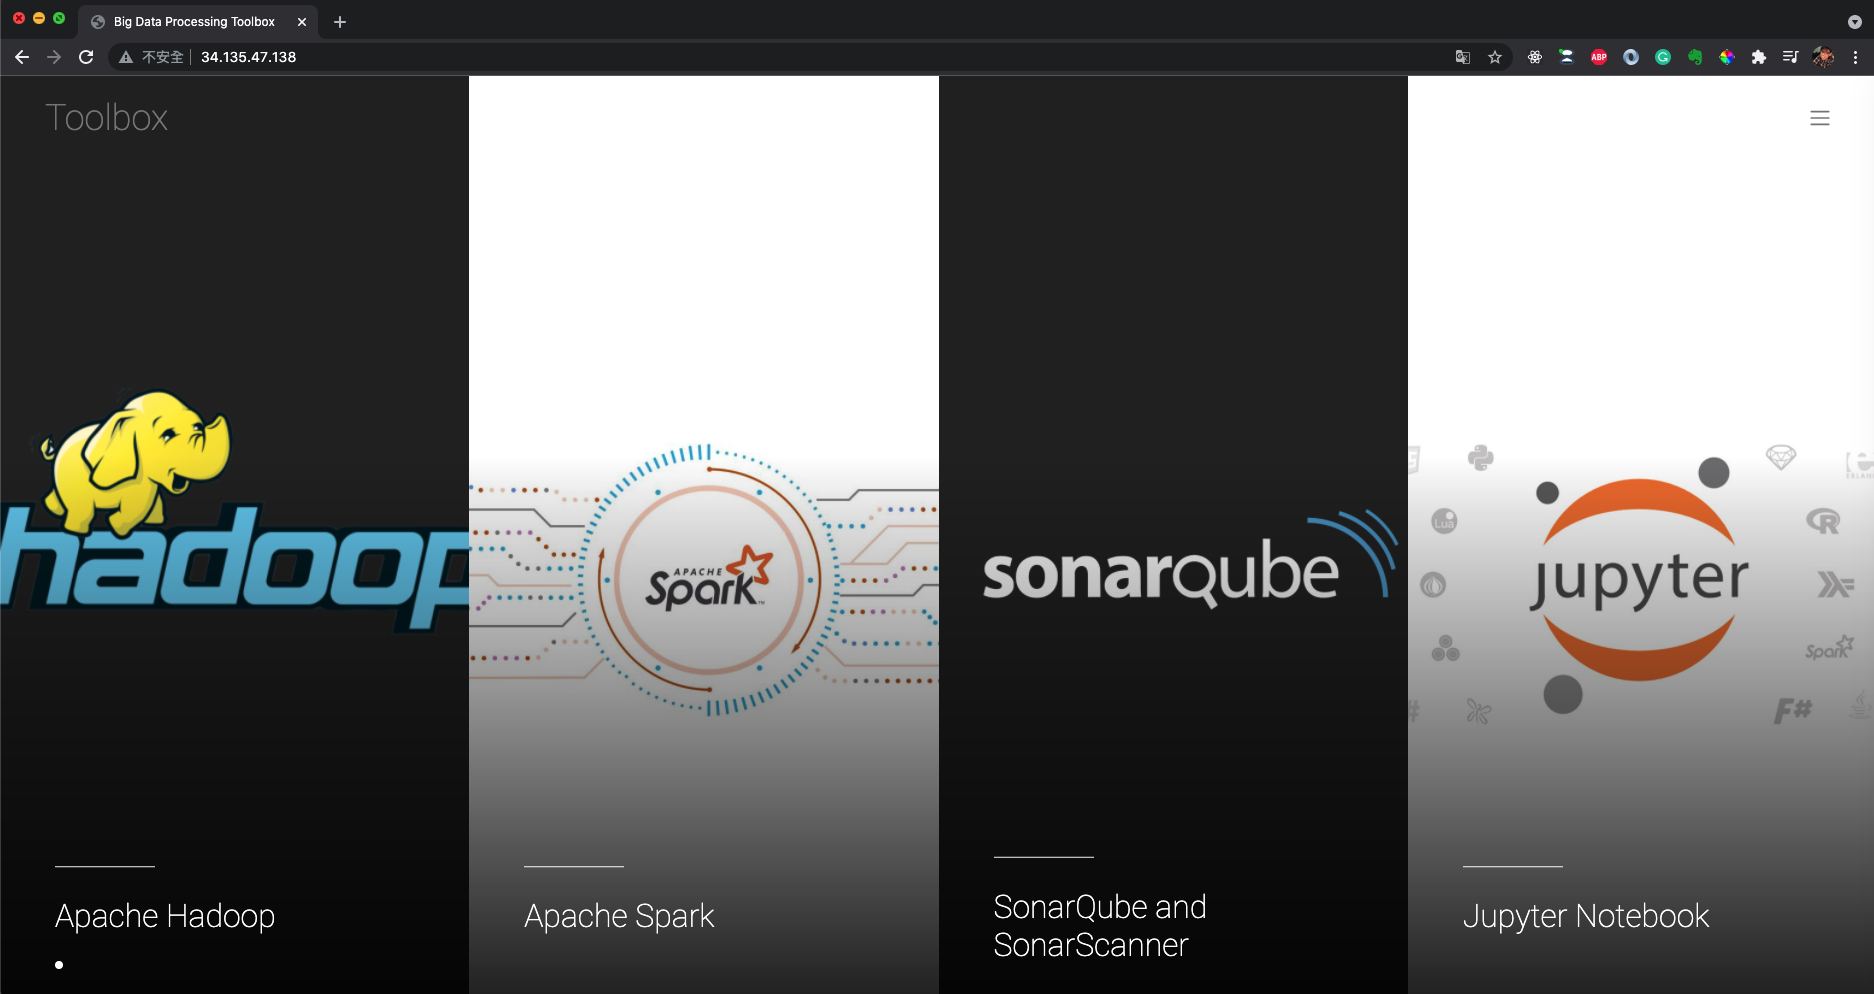 Big Data Processing Toolbox
不安全
34.135.47.138
ABP
Toolbox
hadoop
APACHE
Spark™
sonarqube
Lua
R
jupyter
Spark
F#
Apache Hadoop
Apache Spark
SonarQube and
SonarScanner
Jupyter Notebook